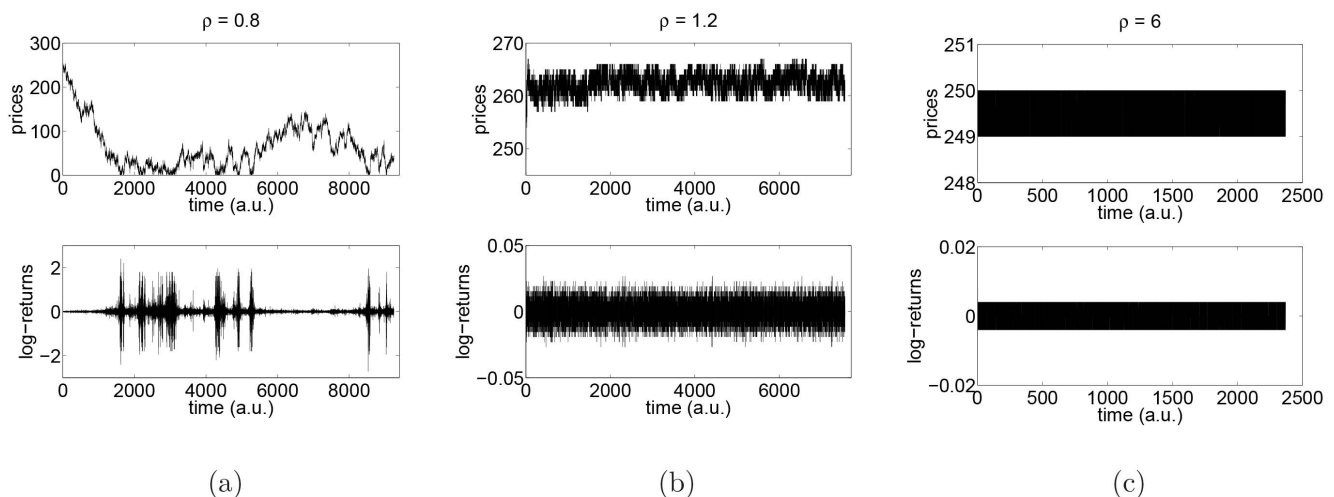 ρ = 0.8
300
200
100
0
prices
0 2000 4000 6000 8000
time (a.u.)
2
0
−2
log−returns
0 2000 4000 6000 8000
time (a.u.)
(a)
ρ = 1.2
270
260
250
prices
0 2000 4000 6000
time (a.u.)
0.05
0
−0.05
log−returns
0 2000 4000 6000
time (a.u.)
(b)
ρ = 6
251
250
249
248
prices
0 500 1000 1500 2000 2500
time (a.u.)
0.02
0
−0.02
log−returns
0 500 1000 1500 2000 2500
time (a.u.)
(c)